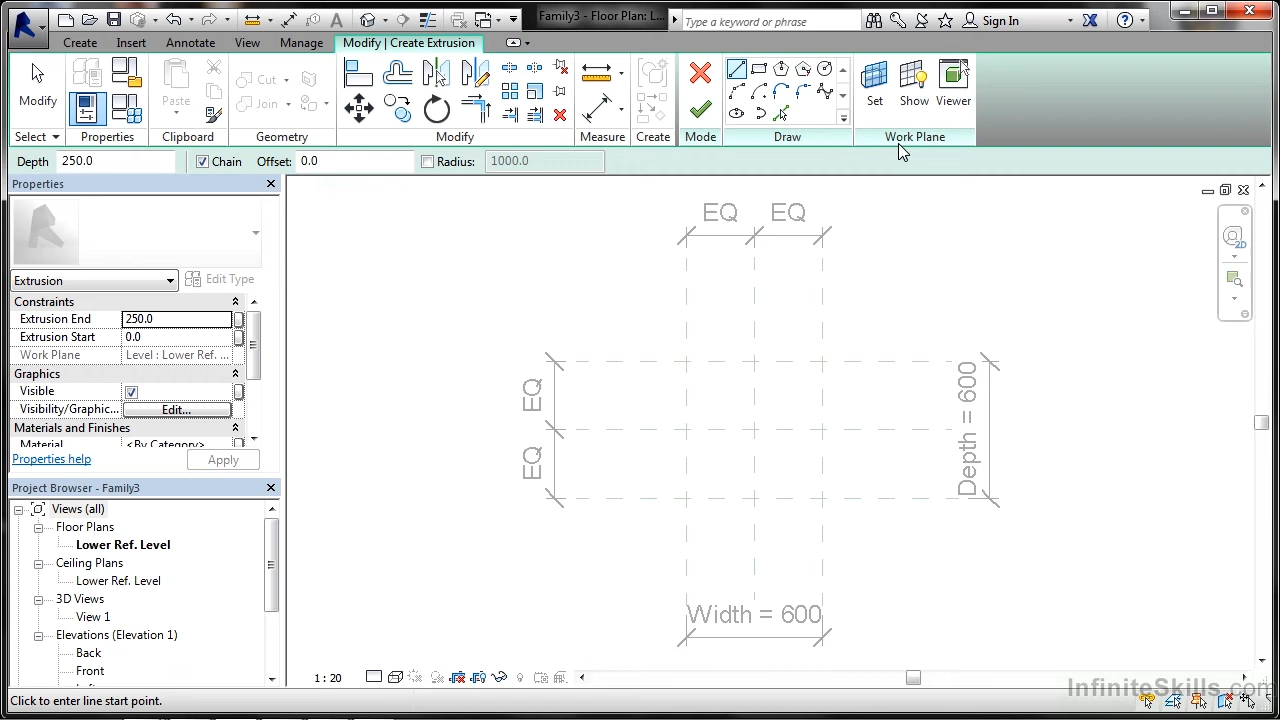 Family3 - Floor Plan: L...
Type a keyword or phrase
Sign In
Create
Insert
Annotate
View
Manage
Modify | Create Extrusion
Modify
Paste
Cut
Join
Set
Show
Viewer
Select
Properties
Clipboard
Geometry
Modify
Measure
Create
Mode
Draw
Work Plane
Depth
250.0
Chain
Offset:
0.0
Radius:
1000.0
Properties
Extrusion
Edit Type
Constraints
Extrusion End
250.0
Extrusion Start
0.0
Work Plane
Level : Lower Ref. ...
Graphics
Visible
Visibility/Graphic...
Edit...
Materials and Finishes
Material
<By Category>
Properties help
Apply
Project Browser - Family3
Views (all)
Floor Plans
Lower Ref. Level
Ceiling Plans
Lower Ref. Level
3D Views
View 1
Elevations (Elevation 1)
Back
Front
EQ
EQ
EQ
EQ
Depth = 600
Width = 600
2D
1 : 20
Click to enter line start point.
InfiniteSkills.com